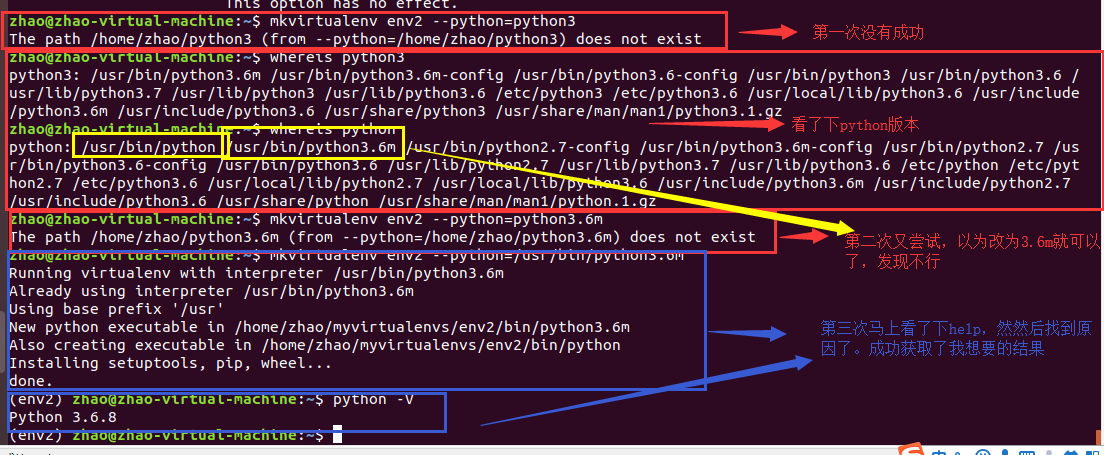 This option has no effect.
zhao@zhao-virtual-machine:~$ mkvirtualenv env2 --python=python3
The path /home/zhao/python3 (from --python=/home/zhao/python3) does not exist
第一次没有成功
zhao@zhao-virtual-machine:~$ whereis python3
python3: /usr/bin/python3.6m /usr/bin/python3.6m-config /usr/bin/python3.6-config /usr/bin/python3 /usr/bin/python3.6 /
usr/lib/python3.7 /usr/lib/python3 /usr/lib/python3.6 /etc/python3 /etc/python3.6 /usr/local/lib/python3.6 /usr/include
/python3.6m /usr/include/python3.6 /usr/share/python3 /usr/share/man/man1/python3.1.gz
看了下python版本
zhao@zhao-virtual-machine:~$ whereis python
python: /usr/bin/python /usr/bin/python3.6m /usr/bin/python2.7-config /usr/bin/python3.6m-config /usr/bin/python2.7 /us
r/bin/python3.6-config /usr/bin/python3.6 /usr/lib/python2.7 /usr/lib/python3.7 /usr/lib/python3.6 /etc/python /etc/pyt
hon2.7 /etc/python3.6 /usr/local/lib/python2.7 /usr/local/lib/python3.6 /usr/include/python3.6m /usr/include/python2.7
/usr/include/python3.6 /usr/share/python /usr/share/man/man1/python.1.gz
zhao@zhao-virtual-machine:~$ mkvirtualenv env2 --python=python3.6m
The path /home/zhao/python3.6m (from --python=/home/zhao/python3.6m) does not exist
第二次又尝试，以为改为3.6m就可以
了，发现不行
zhao@zhao-virtual-machine:~$ mkvirtualenv env2 --python=/usr/bin/python3.6m
Running virtualenv with interpreter /usr/bin/python3.6m
Already using interpreter /usr/bin/python3.6m
Using base prefix '/usr'
New python executable in /home/zhao/myvirtualenvs/env2/bin/python3.6m
Also creating executable in /home/zhao/myvirtualenvs/env2/bin/python
Installing setuptools, pip, wheel...
done.
第三次马上看了下help，然然后找到原
因了。成功获取了我想要的结果
(env2) zhao@zhao-virtual-machine:~$ python -V
Python 3.6.8
(env2) zhao@zhao-virtual-machine:~$